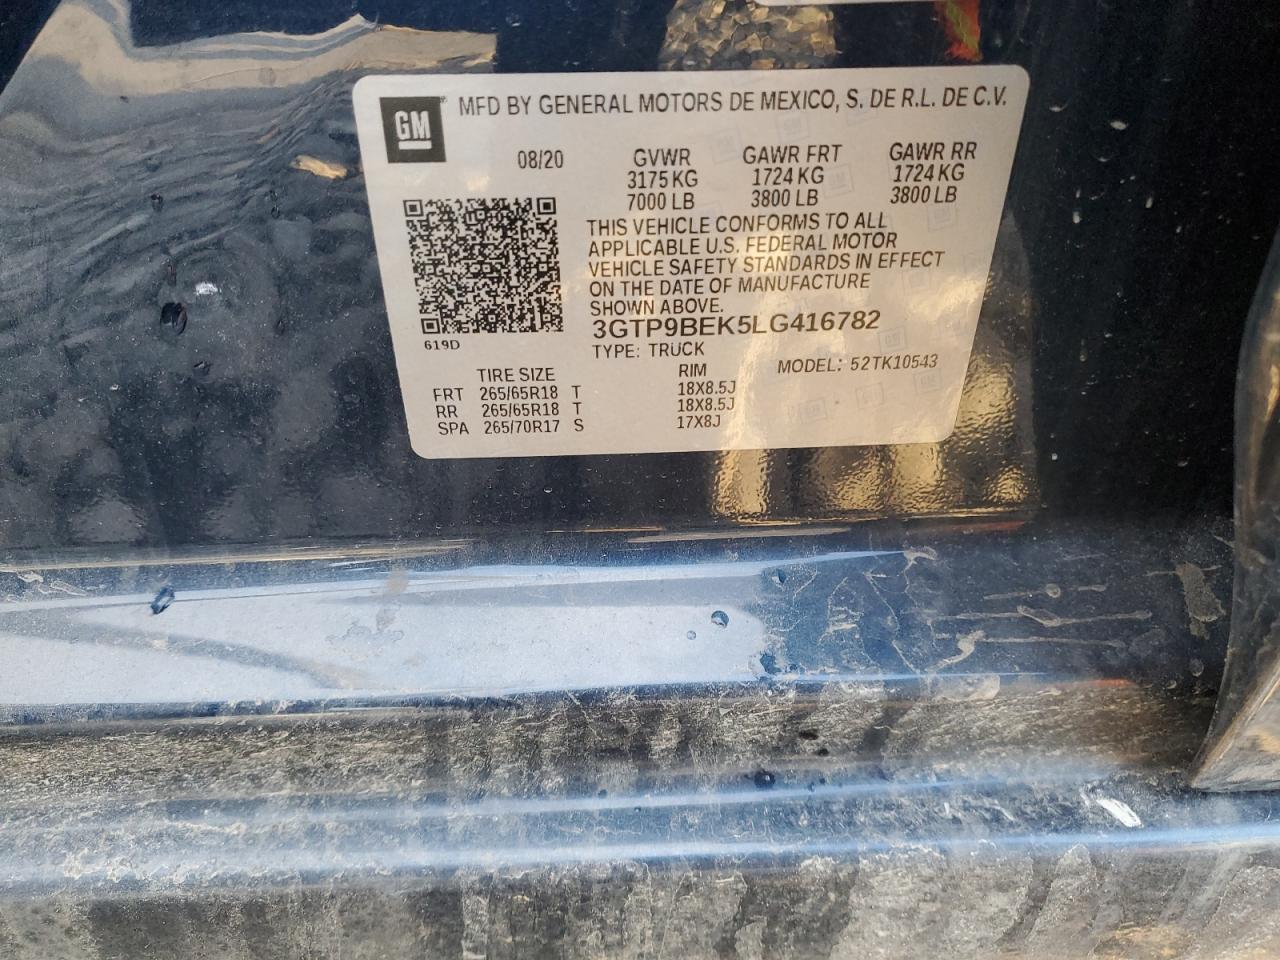 GM
MFD BY GENERAL MOTORS DE MEXICO, S. DE R.L. DE C.V.
08/20 GVWR GAWR FRT GAWR RR
3175 KG 1724 KG 1724 KG
7000 LB 3800 LB 3800 LB
THIS VEHICLE CONFORMS TO ALL
APPLICABLE U.S. FEDERAL MOTOR
VEHICLE SAFETY STANDARDS IN EFFECT
ON THE DATE OF MANUFACTURE
SHOWN ABOVE.
3GTP9BEK5LG416782
619D
TYPE: TRUCK MODEL: 52TK10543
TIRE SIZE RIM
FRT 265/65R18 T 18X8.5J
RR 265/65R18 T 18X8.5J
SPA 265/70R17 S 17X8J